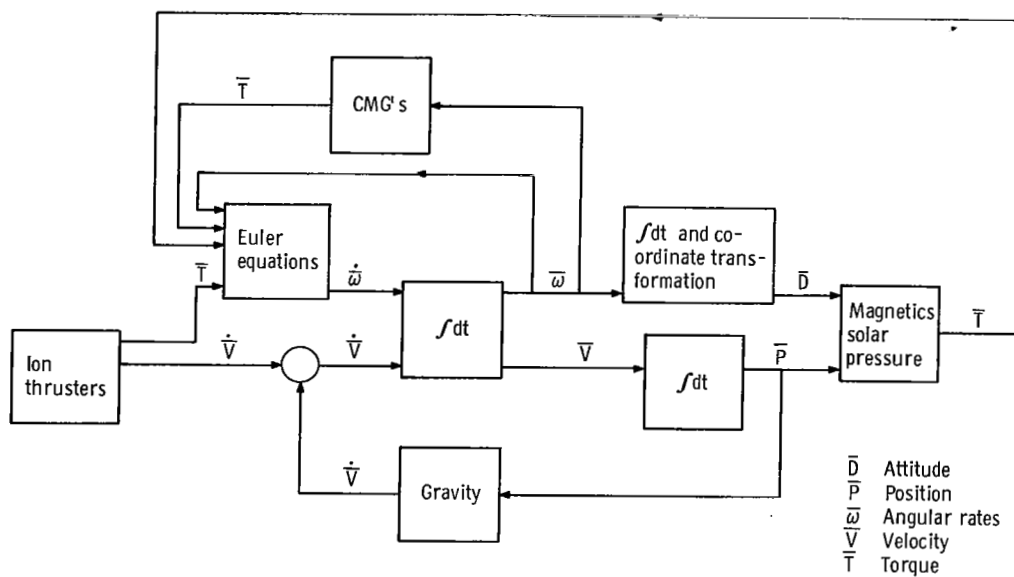 T̅
CMG's
Euler
equations
T̅
ω̅̇
∫dt
ω̅
∫dt and co-
ordinate trans-
formation
D̅
Magnetics
solar
pressure
T̅
Ion
thrusters
V̅̇
V̅̇
V̅
∫dt
P̅
V̅̇
Gravity
D̅ Attitude
P̅ Position
ω̅ Angular rates
V̅ Velocity
T̅ Torque